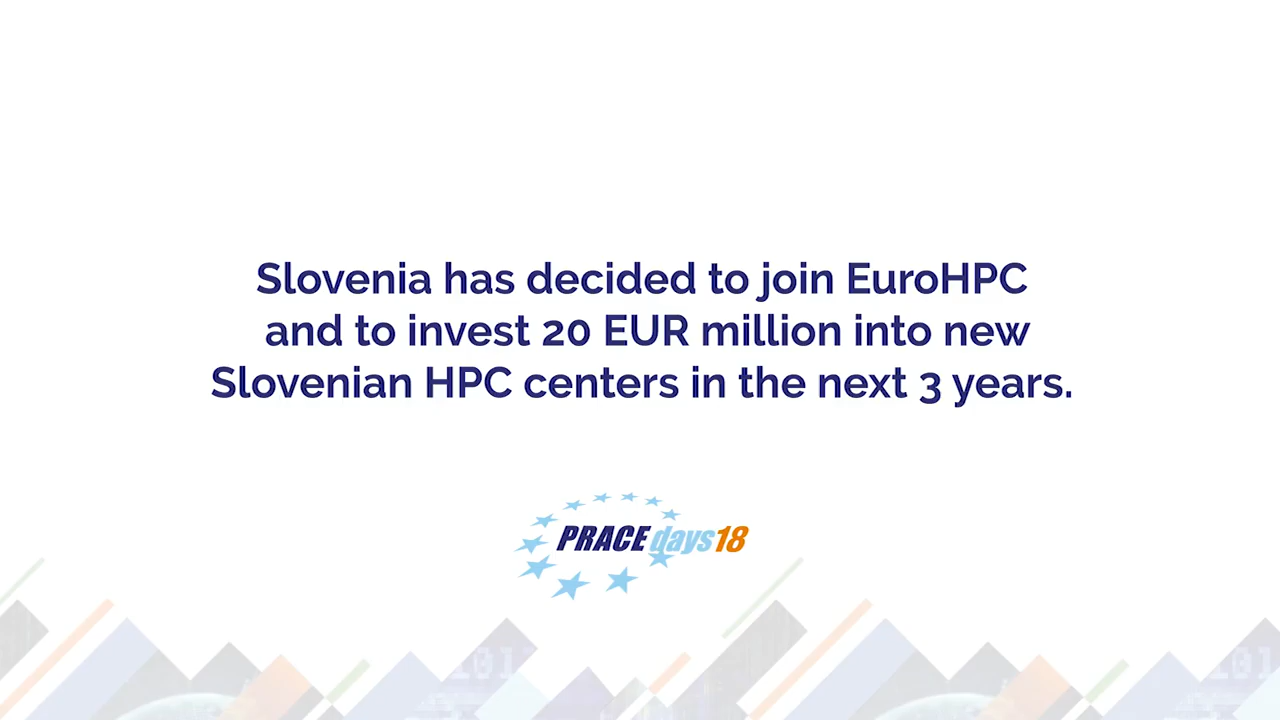 Slovenia has decided to join EuroHPC
and to invest 20 EUR million into new
Slovenian HPC centers in the next 3 years.
PRACEdays18